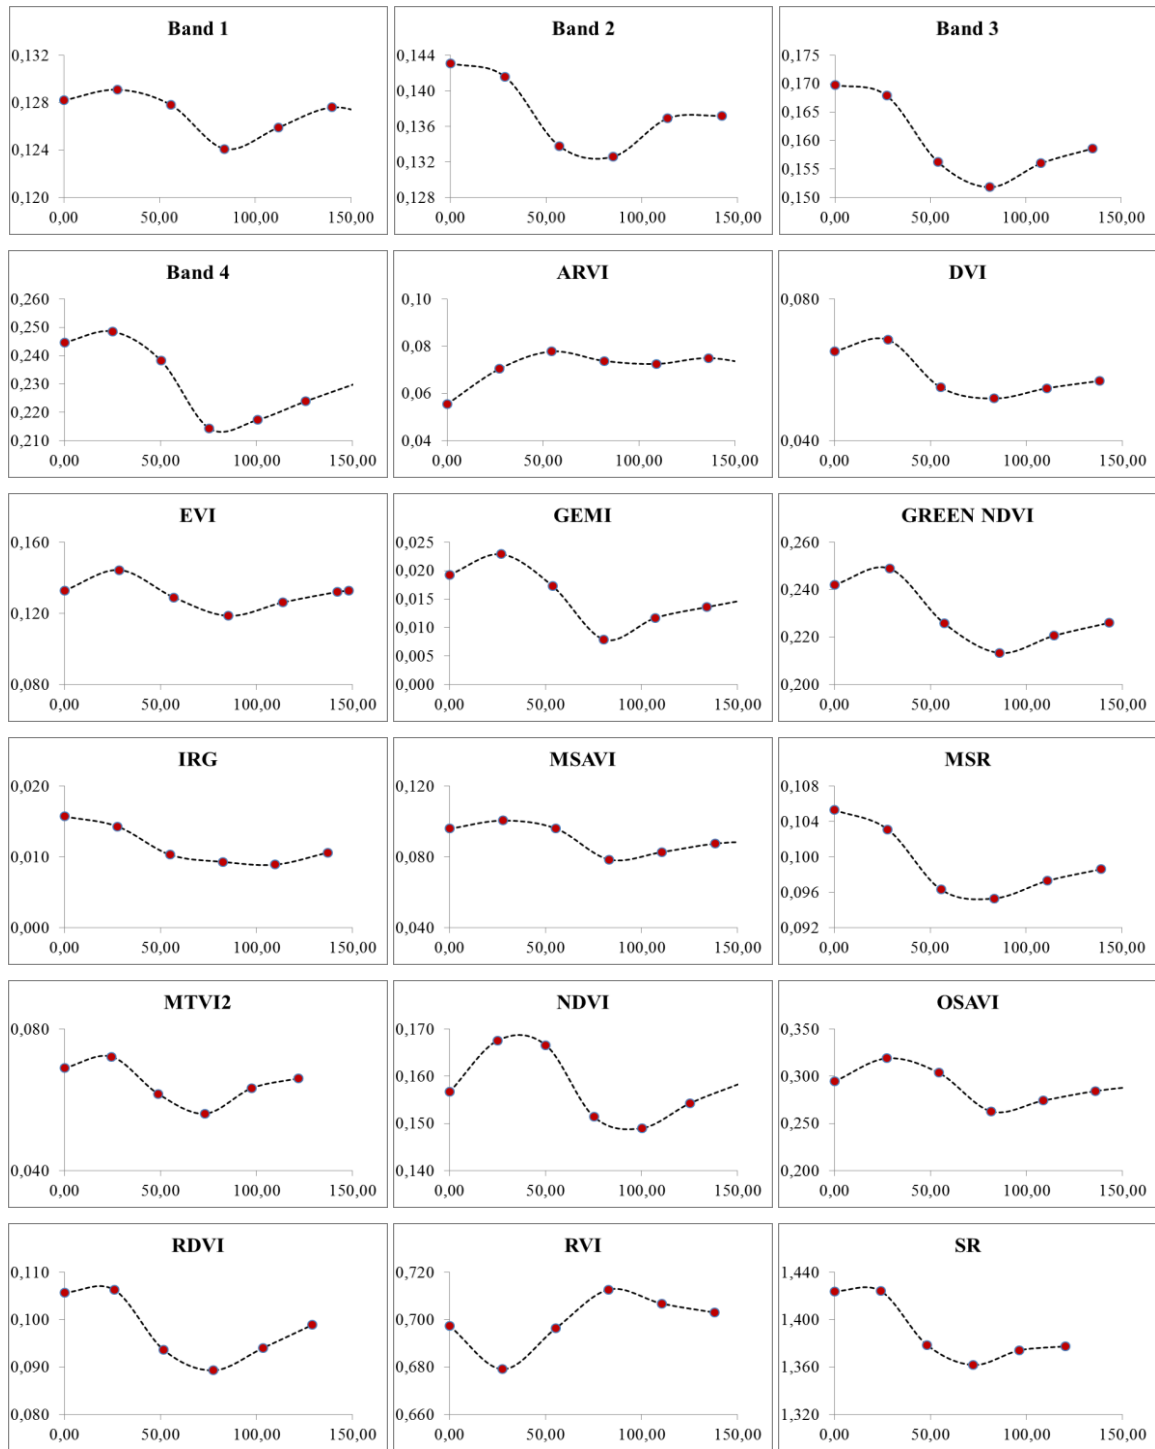 Band 1
0,132
0,128
0,124
0,120
0,00 50,00 100,00 150,00
Band 2
0,144
0,140
0,136
0,132
0,128
0,00 50,00 100,00 150,00
Band 3
0,175
0,170
0,165
0,160
0,155
0,150
0,00 50,00 100,00 150,00
Band 4
0,260
0,250
0,240
0,230
0,220
0,210
0,00 50,00 100,00 150,00
ARVI
0,10
0,08
0,06
0,04
0,00 50,00 100,00 150,00
DVI
0,080
0,040
0,00 50,00 100,00 150,00
EVI
0,160
0,120
0,080
0,00 50,00 100,00 150,00
GEMI
0,025
0,020
0,015
0,010
0,005
0,000
0,00 50,00 100,00 150,00
GREEN NDVI
0,260
0,240
0,220
0,200
0,00 50,00 100,00 150,00
IRG
0,020
0,010
0,000
0,00 50,00 100,00 150,00
MSAVI
0,120
0,080
0,040
0,00 50,00 100,00 150,00
MSR
0,108
0,104
0,100
0,096
0,092
0,00 50,00 100,00 150,00
MTVI2
0,080
0,040
0,00 50,00 100,00 150,00
NDVI
0,170
0,160
0,150
0,140
0,00 50,00 100,00 150,00
OSAVI
0,350
0,300
0,250
0,200
0,00 50,00 100,00 150,00
RDVI
0,110
0,100
0,090
0,080
0,00 50,00 100,00 150,00
RVI
0,720
0,700
0,680
0,660
0,00 50,00 100,00 150,00
SR
1,440
1,400
1,360
1,320
0,00 50,00 100,00 150,00